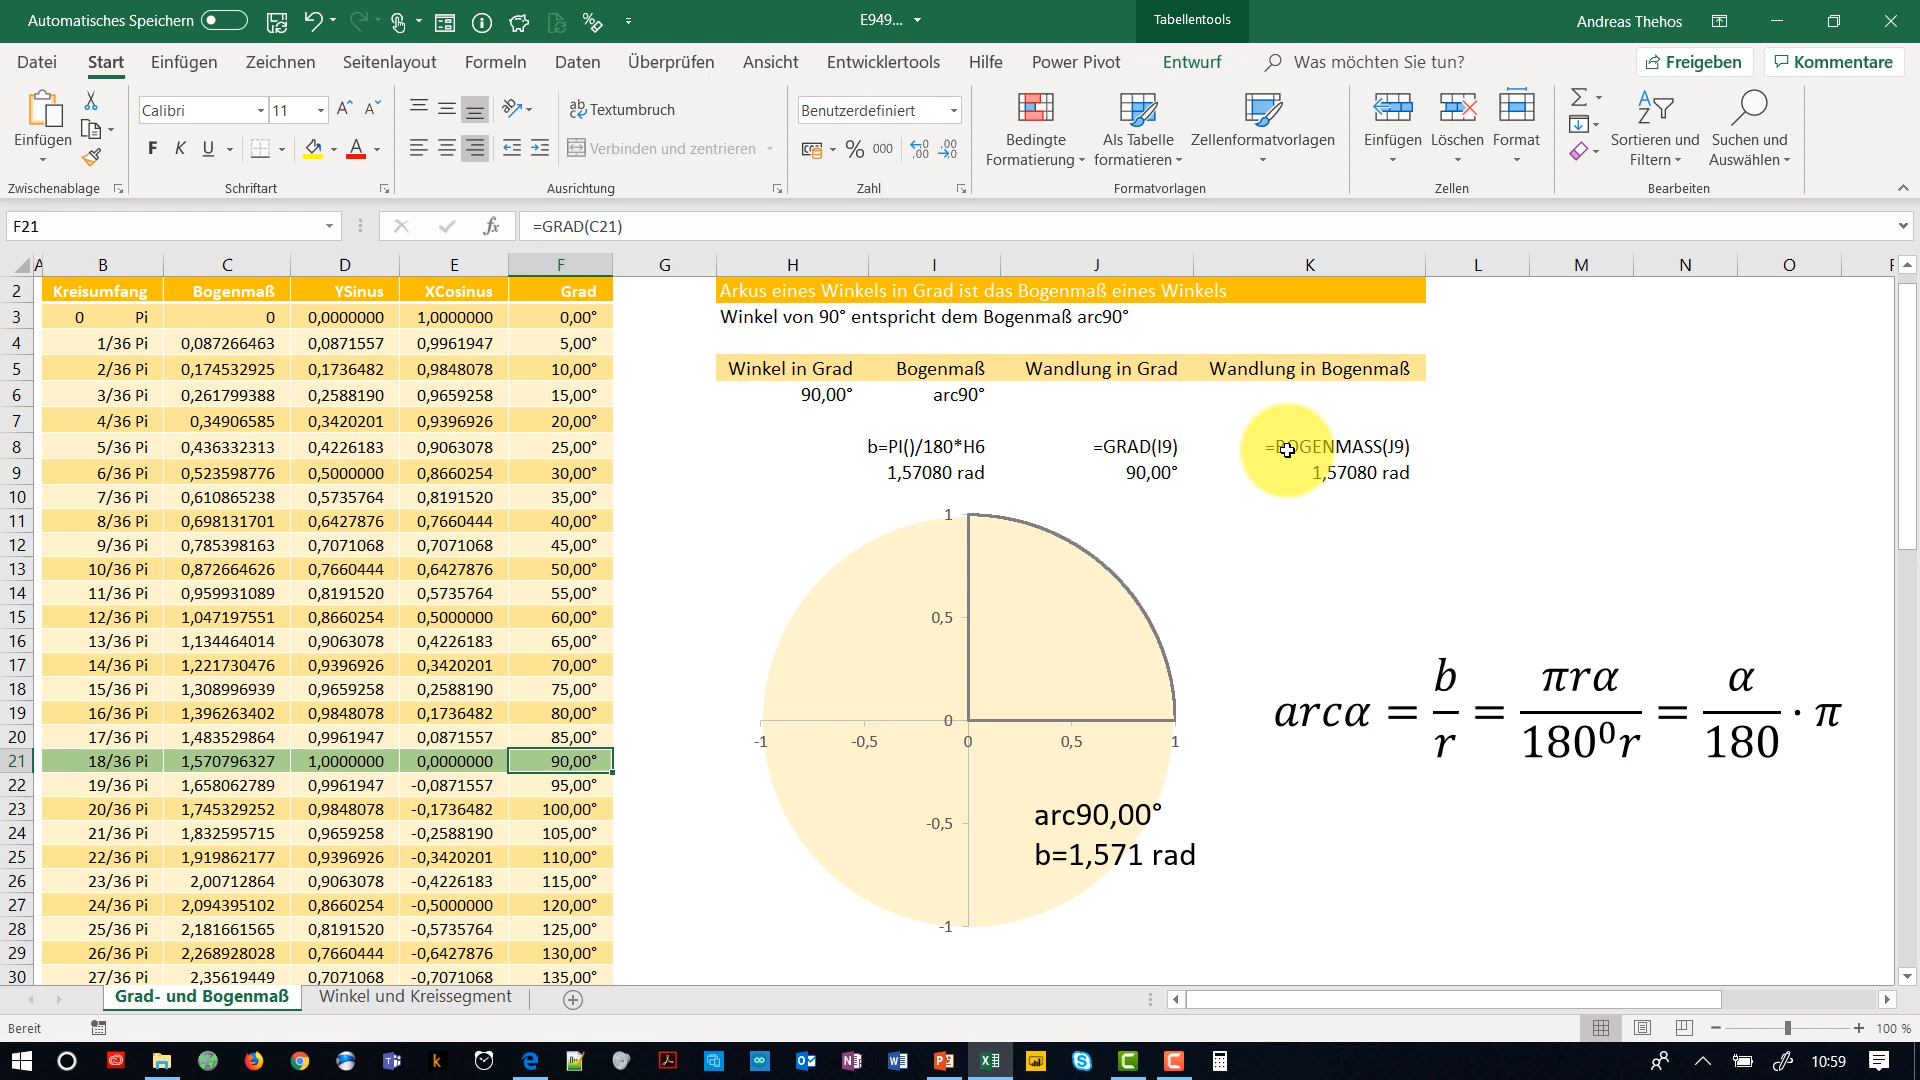 Automatisches Speichern
E949...
Tabellentools
Andreas Thehos
Datei Start Einfügen Zeichnen Seitenlayout Formeln Daten Überprüfen Ansicht Entwicklertools Hilfe Power Pivot Entwurf Was möchten Sie tun? Freigeben Kommentare
Einfügen
Calibri 11
F K U
Textumbruch
Verbinden und zentrieren
Benutzerdefiniert
% 000
Bedingte Formatierung
Als Tabelle formatieren
Zellenformatvorlagen
Einfügen Löschen Format
Sortieren und Filtern
Suchen und Auswählen
Zwischenablage Schriftart Ausrichtung Zahl Formatvorlagen Zellen Bearbeiten
F21 fx =GRAD(C21)
A B C D E F G H I J K L M N O
2 Kreisumfang Bogenmaß YSinus XCosinus Grad
3 0 Pi 0 0,0000000 1,0000000 0,00°
4 1/36 Pi 0,087266463 0,0871557 0,9961947 5,00°
5 2/36 Pi 0,174532925 0,1736482 0,9848078 10,00°
6 3/36 Pi 0,261799388 0,2588190 0,9659258 15,00°
7 4/36 Pi 0,34906585 0,3420201 0,9396926 20,00°
8 5/36 Pi 0,436332313 0,4226183 0,9063078 25,00°
9 6/36 Pi 0,523598776 0,5000000 0,8660254 30,00°
10 7/36 Pi 0,610865238 0,5735764 0,8191520 35,00°
11 8/36 Pi 0,698131701 0,6427876 0,7660444 40,00°
12 9/36 Pi 0,785398163 0,7071068 0,7071068 45,00°
13 10/36 Pi 0,872664626 0,7660444 0,6427876 50,00°
14 11/36 Pi 0,959931089 0,8191520 0,5735764 55,00°
15 12/36 Pi 1,047197551 0,8660254 0,5000000 60,00°
16 13/36 Pi 1,134464014 0,9063078 0,4226183 65,00°
17 14/36 Pi 1,221730476 0,9396926 0,3420201 70,00°
18 15/36 Pi 1,308996939 0,9659258 0,2588190 75,00°
19 16/36 Pi 1,396263402 0,9848078 0,1736482 80,00°
20 17/36 Pi 1,483529864 0,9961947 0,0871557 85,00°
21 18/36 Pi 1,570796327 1,0000000 0,0000000 90,00°
22 19/36 Pi 1,658062789 0,9961947 -0,0871557 95,00°
23 20/36 Pi 1,745329252 0,9848078 -0,1736482 100,00°
24 21/36 Pi 1,832595715 0,9659258 -0,2588190 105,00°
25 22/36 Pi 1,919862177 0,9396926 -0,3420201 110,00°
26 23/36 Pi 2,00712864 0,9063078 -0,4226183 115,00°
27 24/36 Pi 2,094395102 0,8660254 -0,5000000 120,00°
28 25/36 Pi 2,181661565 0,8191520 -0,5735764 125,00°
29 26/36 Pi 2,268928028 0,7660444 -0,6427876 130,00°
30 27/36 Pi 2,35619449 0,7071068 -0,7071068 135,00°
Arkus eines Winkels in Grad ist das Bogenmaß eines Winkels
Winkel von 90° entspricht dem Bogenmaß arc90°
Winkel in Grad Bogenmaß Wandlung in Grad Wandlung in Bogenmaß
90,00° arc90°
b=PI()/180*H6 =GRAD(I9) =BOGENMASS(J9)
1,57080 rad 90,00° 1,57080 rad
1
0,5
0
-1 -0,5 0 0,5 1
-0,5
-1
arc90,00°
b=1,571 rad
arcα = b/r = πrα/180⁰r = α/180 · π
Grad- und Bogenmaß Winkel und Kreissegment
Bereit
100 %
10:59